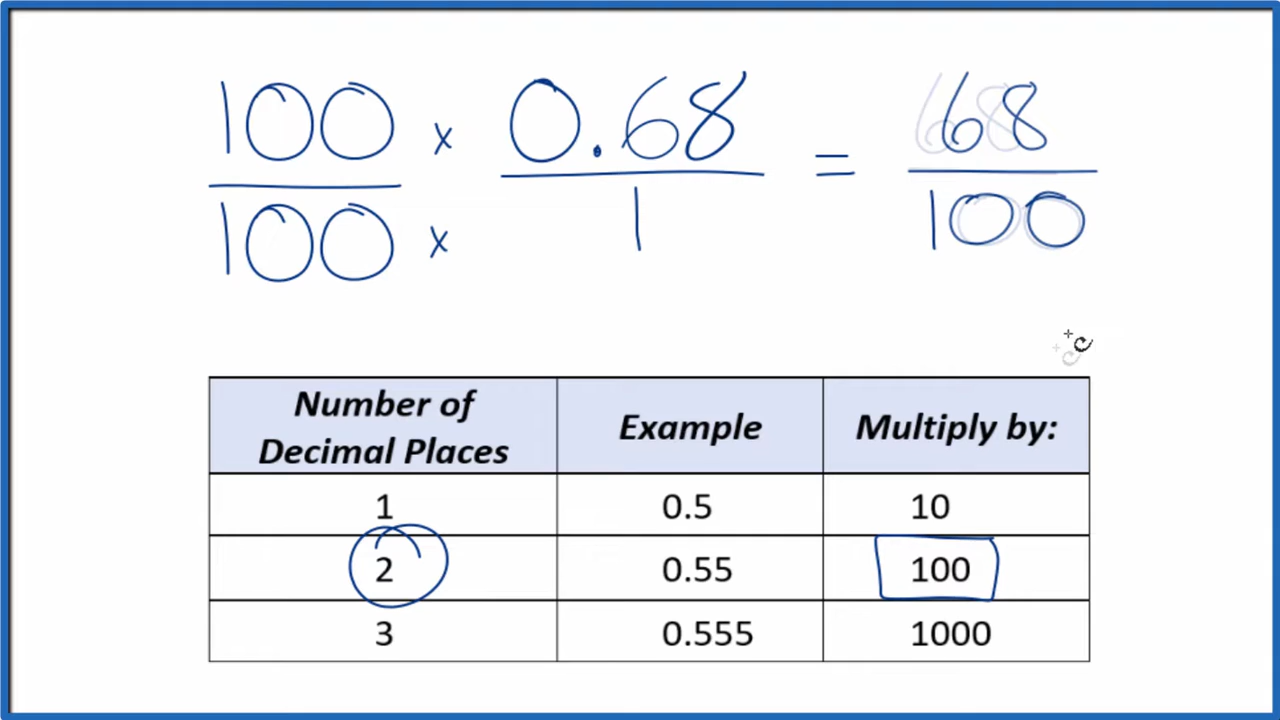 100 × 0.68 = 68
100 × 1 100
Number of Decimal Places Example Multiply by:
1 0.5 10
2 0.55 100
3 0.555 1000